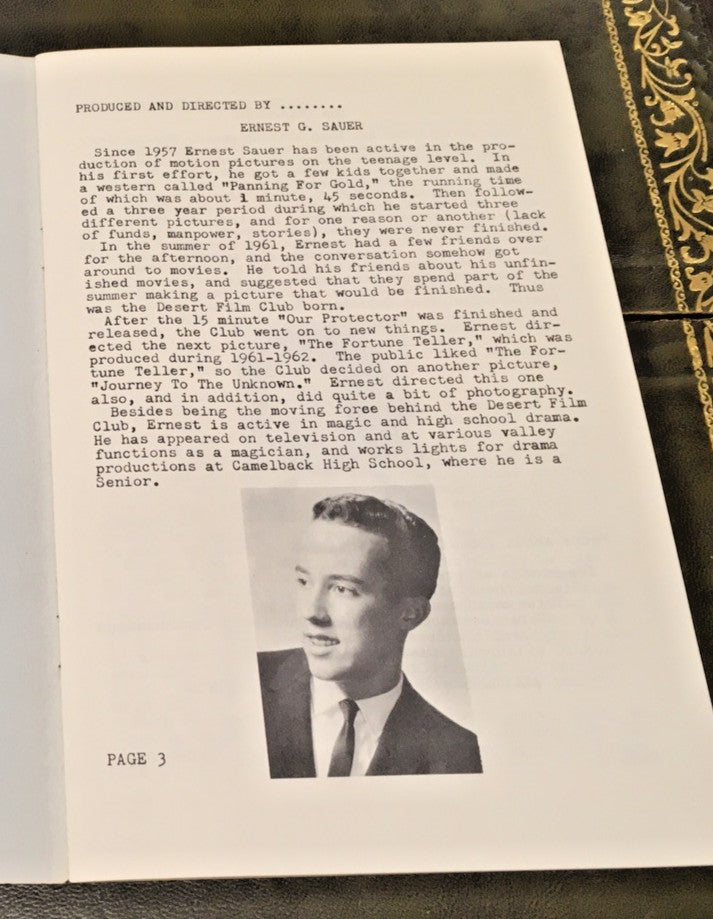 PRODUCED AND DIRECTED BY ........
ERNEST G. SAUER
Since 1957 Ernest Sauer has been active in the pro-
duction of motion pictures on the teenage level. In
his first effort, he got a few kids together and made
a western called "Panning For Gold," the running time
of which was about 1 minute, 45 seconds. Then follow-
ed a three year period during which he started three
different pictures, and for one reason or another (lack
of funds, manpower, stories), they were never finished.
In the summer of 1961, Ernest had a few friends over
for the afternoon, and the conversation somehow got
around to movies. He told his friends about his unfin-
ished movies, and suggested that they spend part of the
summer making a picture that would be finished. Thus
was the Desert Film Club born.
After the 15 minute "Our Protector" was finished and
released, the Club went on to new things. Ernest dir-
ected the next picture, "The Fortune Teller," which was
produced during 1961-1962. The public liked "The For-
tune Teller," so the Club decided on another picture,
"Journey To The Unknown." Ernest directed this one
also, and in addition, did quite a bit of photography.
Besides being the moving force behind the Desert Film
Club, Ernest is active in magic and high school drama.
He has appeared on television and at various valley
functions as a magician, and works lights for drama
productions at Camelback High School, where he is a
Senior.
PAGE 3